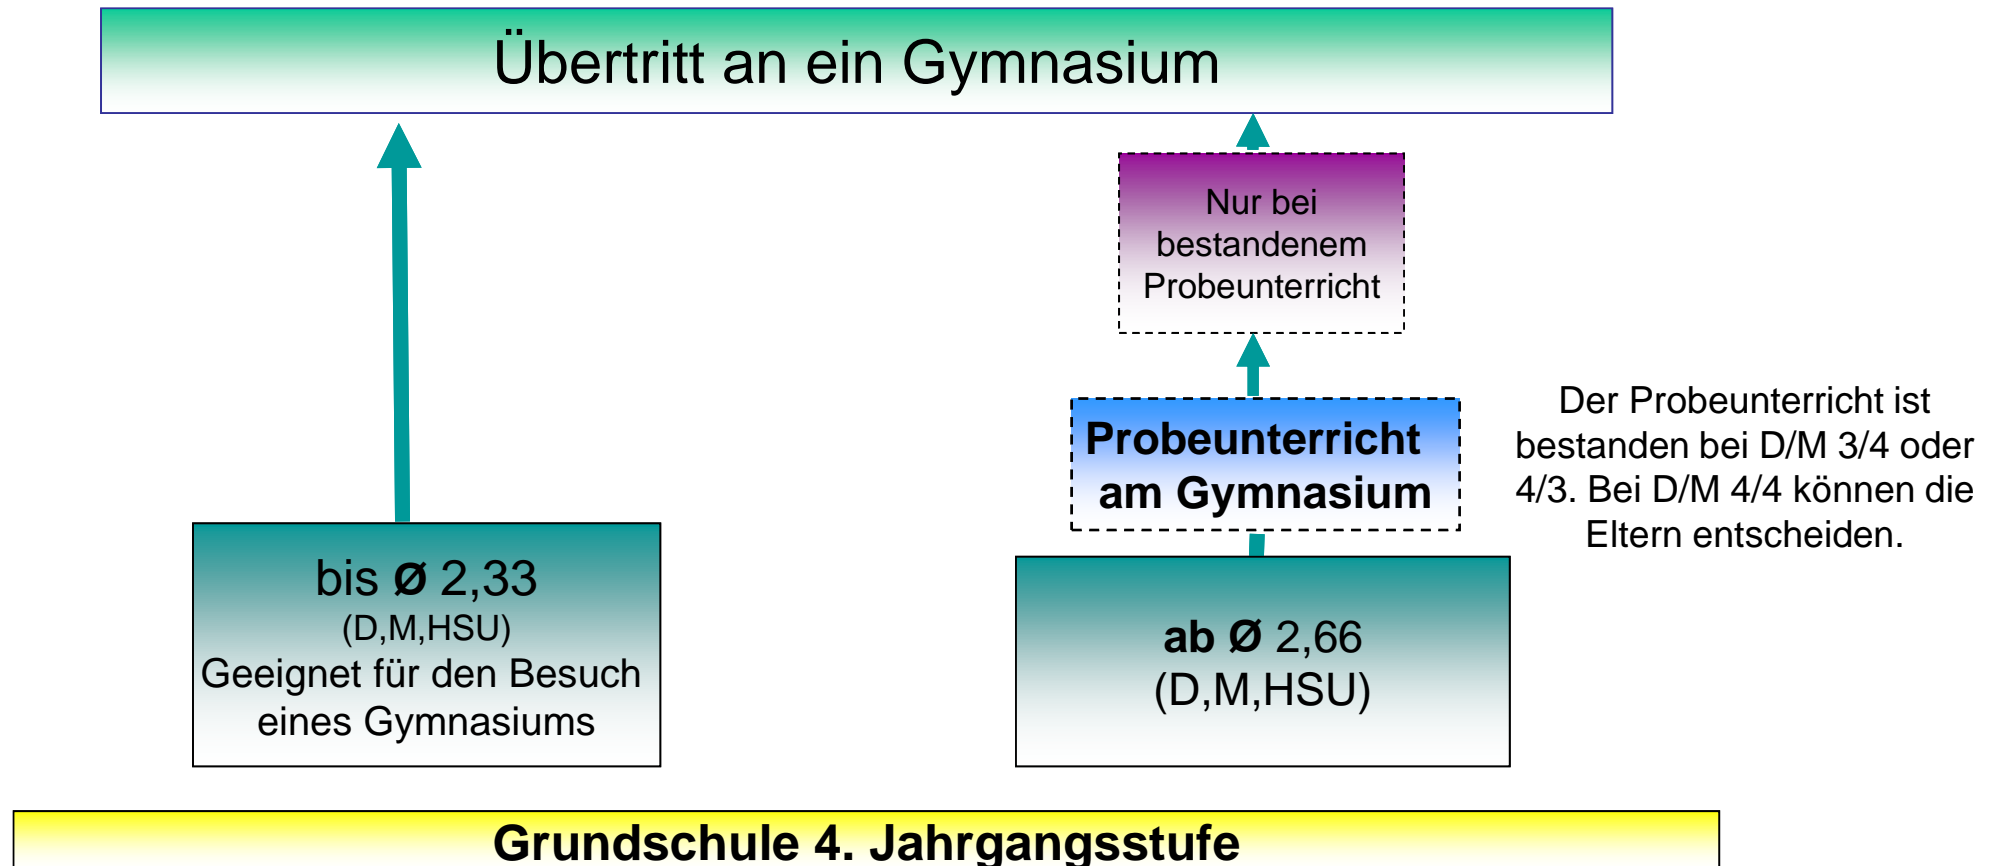 Übertritt an ein Gymnasium
Nur bei
bestandenem
Probeunterricht
Probeunterricht
am Gymnasium
Der Probeunterricht ist
bestanden bei D/M 3/4 oder
4/3. Bei D/M 4/4 können die
Eltern entscheiden.
bis Ø 2,33
(D,M,HSU)
Geeignet für den Besuch
eines Gymnasiums
ab Ø 2,66
(D,M,HSU)
Grundschule 4. Jahrgangsstufe